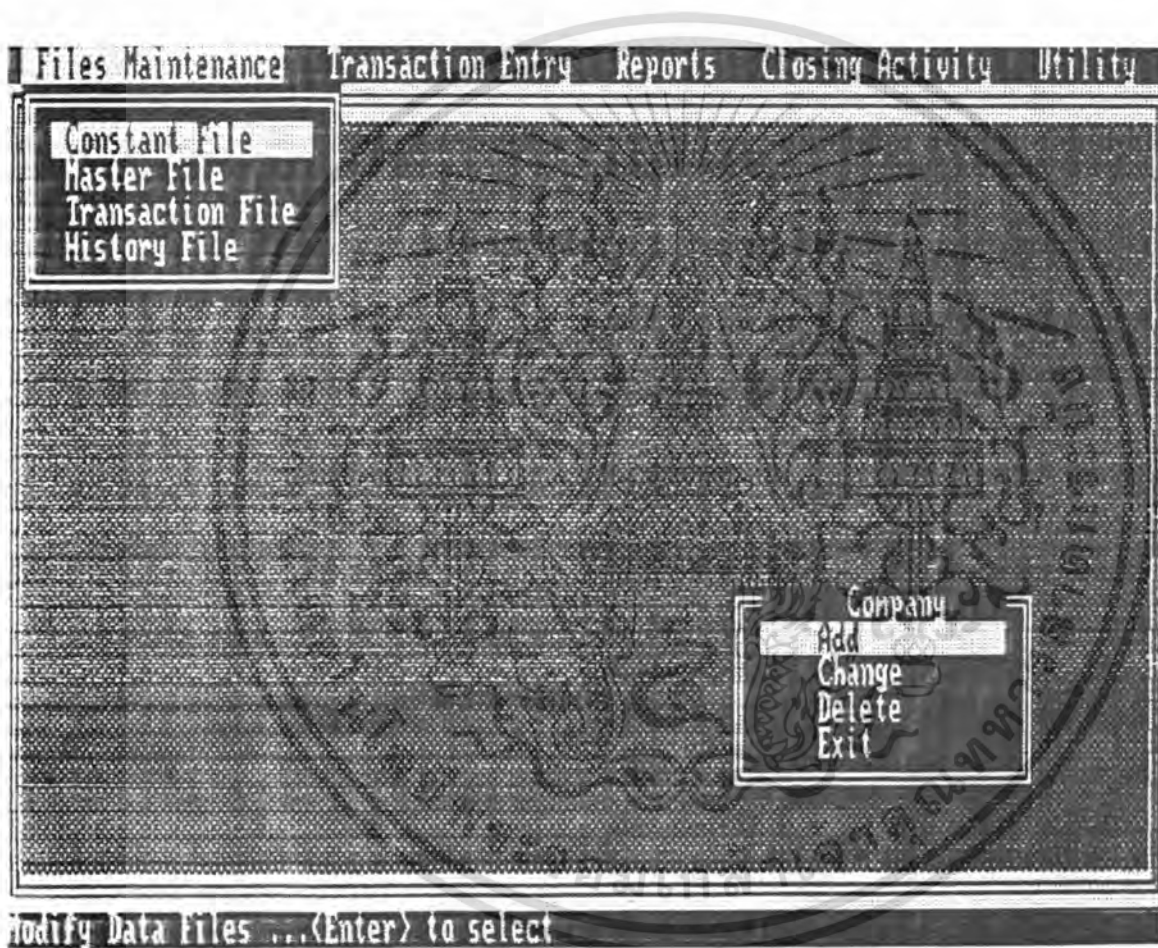 Files Maintenance Transaction Entry Reports Closing Activity Utility
Constant File
Master File
Transaction File
History File
Company
Add
Change
Delete
Exit
Modify Data Files ...<Enter> to select